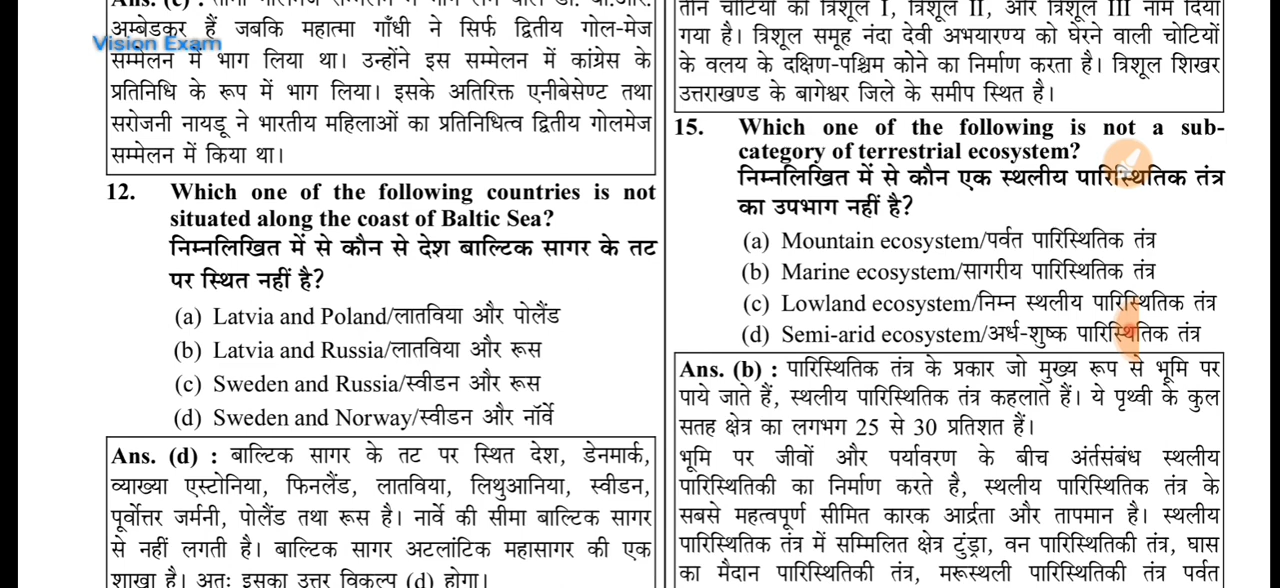 अम्बेडकर हैं जबकि महात्मा गाँधी ने सिर्फ द्वितीय गोल-मेज
Vision Exam
सम्मेलन में भाग लिया था। उन्होंने इस सम्मेलन में कांग्रेस के
प्रतिनिधि के रूप में भाग लिया। इसके अतिरिक्त एनीबेसेण्ट तथा
सरोजनी नायडू ने भारतीय महिलाओं का प्रतिनिधित्व द्वितीय गोलमेज
सम्मेलन में किया था।
12. Which one of the following countries is not
situated along the coast of Baltic Sea?
निम्नलिखित में से कौन से देश बाल्टिक सागर के तट
पर स्थित नहीं है?
(a) Latvia and Poland/लातविया और पोलैंड
(b) Latvia and Russia/लातविया और रूस
(c) Sweden and Russia/स्वीडन और रूस
(d) Sweden and Norway/स्वीडन और नॉर्वे
Ans. (d) : बाल्टिक सागर के तट पर स्थित देश, डेनमार्क,
व्याख्या एस्टोनिया, फिनलैंड, लातविया, लिथुआनिया, स्वीडन,
पूर्वोत्तर जर्मनी, पोलैंड तथा रूस है। नार्वे की सीमा बाल्टिक सागर
से नहीं लगती है। बाल्टिक सागर अटलांटिक महासागर की एक
शाखा है। अतः इसका उत्तर विकल्प (d) होगा।
तीन चोटियों को त्रिशूल I, त्रिशूल II, और त्रिशूल III नाम दिया
गया है। त्रिशूल समूह नंदा देवी अभयारण्य को घेरने वाली चोटियों
के वलय के दक्षिण-पश्चिम कोने का निर्माण करता है। त्रिशूल शिखर
उत्तराखण्ड के बागेश्वर जिले के समीप स्थित है।
15. Which one of the following is not a sub-
category of terrestrial ecosystem?
निम्नलिखित में से कौन एक स्थलीय पारिस्थितिक तंत्र
का उपभाग नहीं है?
(a) Mountain ecosystem/पर्वत पारिस्थितिक तंत्र
(b) Marine ecosystem/सागरीय पारिस्थितिक तंत्र
(c) Lowland ecosystem/निम्न स्थलीय पारिस्थितिक तंत्र
(d) Semi-arid ecosystem/अर्ध-शुष्क पारिस्थितिक तंत्र
Ans. (b) : पारिस्थितिक तंत्र के प्रकार जो मुख्य रूप से भूमि पर
पाये जाते हैं, स्थलीय पारिस्थितिक तंत्र कहलाते हैं। ये पृथ्वी के कुल
सतह क्षेत्र का लगभग 25 से 30 प्रतिशत हैं।
भूमि पर जीवों और पर्यावरण के बीच अंर्तसंबंध स्थलीय
पारिस्थितिकी का निर्माण करते है, स्थलीय पारिस्थितिक तंत्र के
सबसे महत्वपूर्ण सीमित कारक आर्द्रता और तापमान है। स्थलीय
पारिस्थितिक तंत्र में सम्मिलित क्षेत्र टुंड्रा, वन पारिस्थितिकी तंत्र, घास
का मैदान पारिस्थितिकी तंत्र, मरूस्थली पारिस्थितिकी तंत्र पर्वत